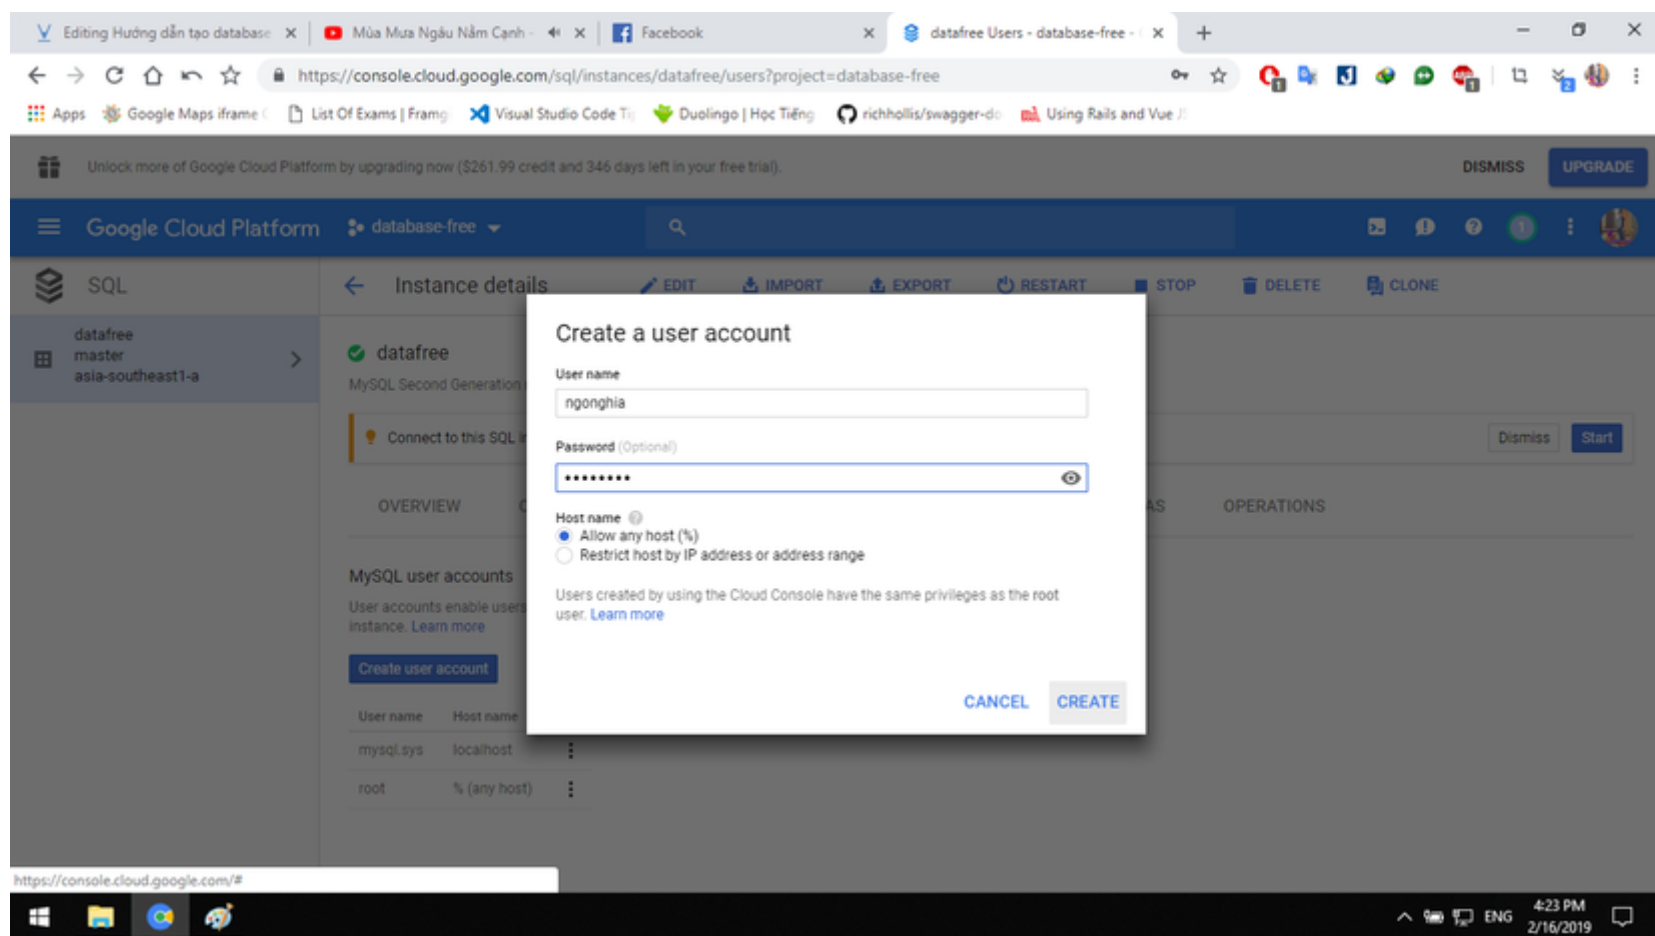 Editing Hướng dẫn tạo database
Mùa Mưa Ngâu Nằm Cạnh -
Facebook
datafree Users - database-free -
https://console.cloud.google.com/sql/instances/datafree/users?project=database-free
Apps
Google Maps iframe
List Of Exams | Fram
Visual Studio Code Ti
Duolingo | Học Tiếng
richhollis/swagger-do
Using Rails and Vue J
Unlock more of Google Cloud Platform by upgrading now ($261.99 credit and 346 days left in your free trial).
DISMISS
UPGRADE
Google Cloud Platform
database-free
1
SQL
Instance details
EDIT
IMPORT
EXPORT
RESTART
STOP
DELETE
CLONE
datafree
master
asia-southeast1-a
datafree
MySQL Second Generation
Connect to this SQL
Dismiss
Start
OVERVIEW
AS
OPERATIONS
MySQL user accounts
User accounts enable users
instance. Learn more
Create user account
User name
Host name
mysql.sys
localhost
root
% (any host)
Create a user account
User name
ngonghia
Password (Optional)
••••••••
Host name
Allow any host (%)
Restrict host by IP address or address range
Users created by using the Cloud Console have the same privileges as the root
user. Learn more
CANCEL
CREATE
https://console.cloud.google.com/#
ENG
4:23 PM
2/16/2019